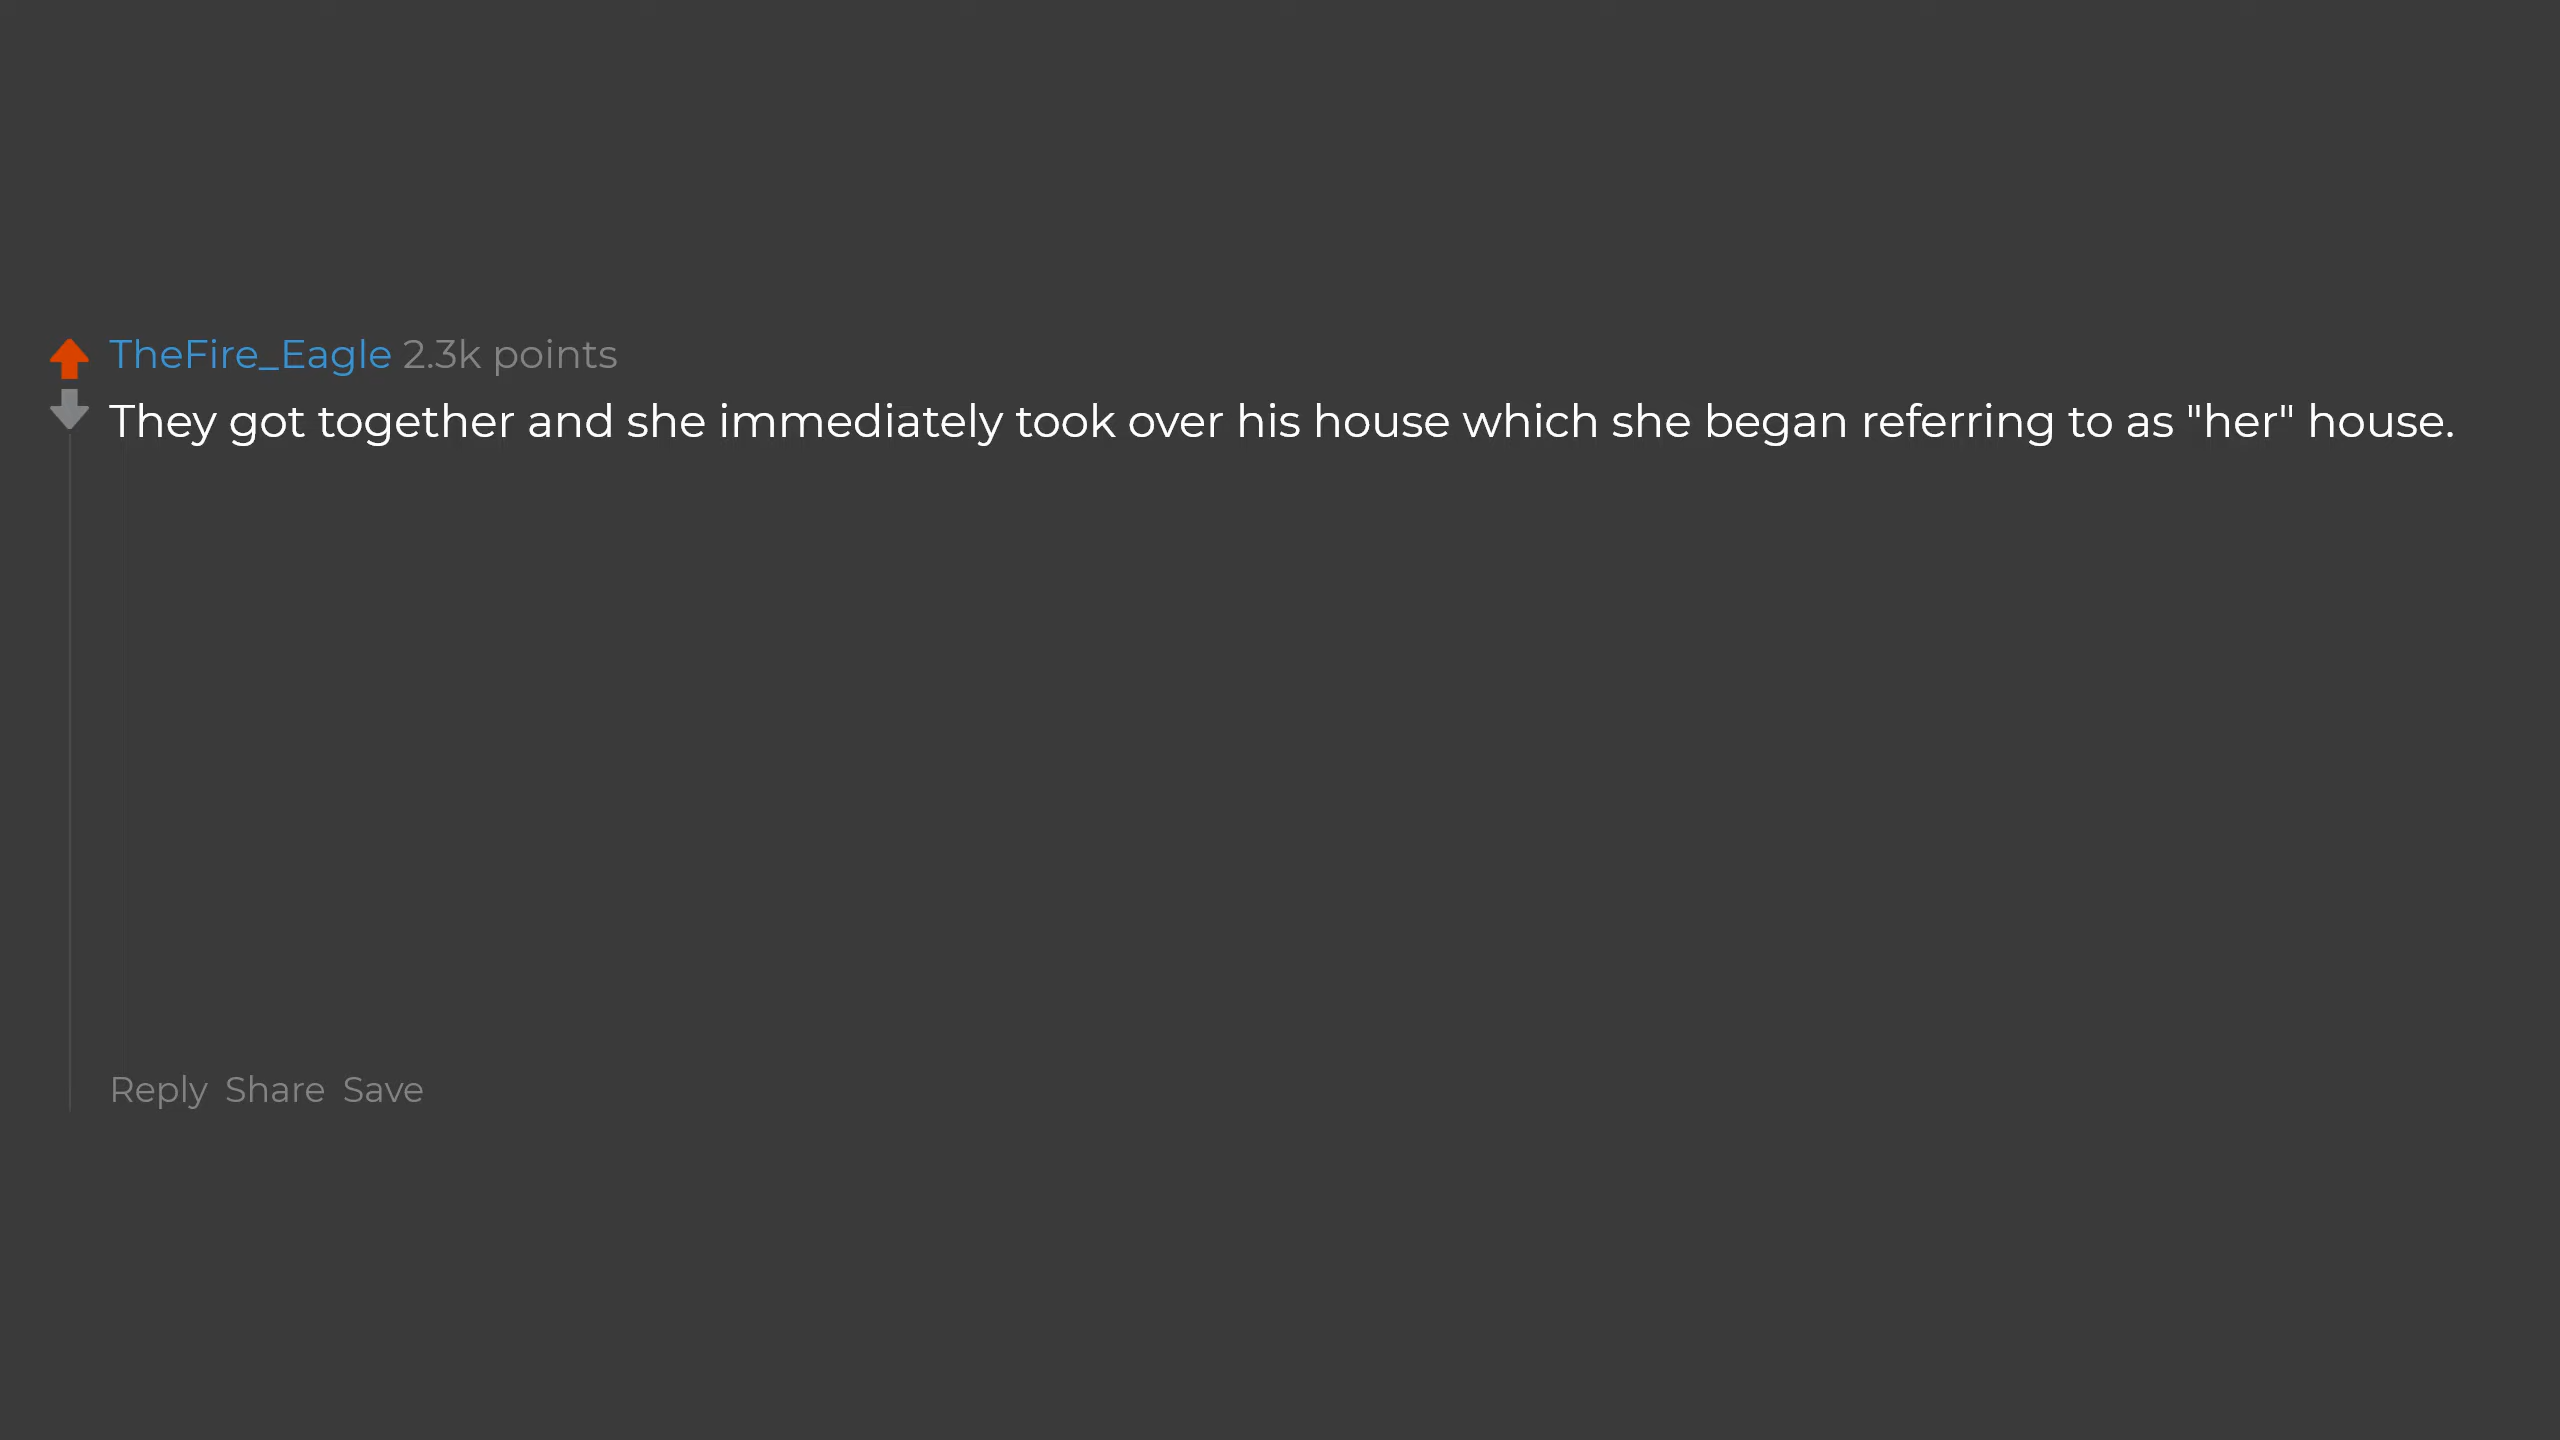 TheFire_Eagle 2.3k points
They got together and she immediately took over his house which she began referring to as "her" house.
Reply Share Save